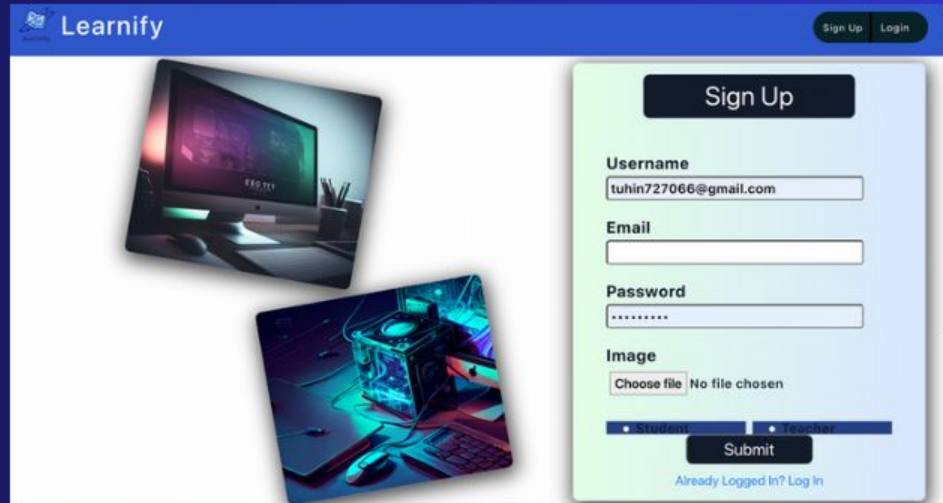 Learnify
Sign Up Login
Sign Up
Username
tuhin727066@gmail.com
Email
Password
•••••••••
Image
Choose file No file chosen
• Student • Teacher
Submit
Already Logged In? Log In